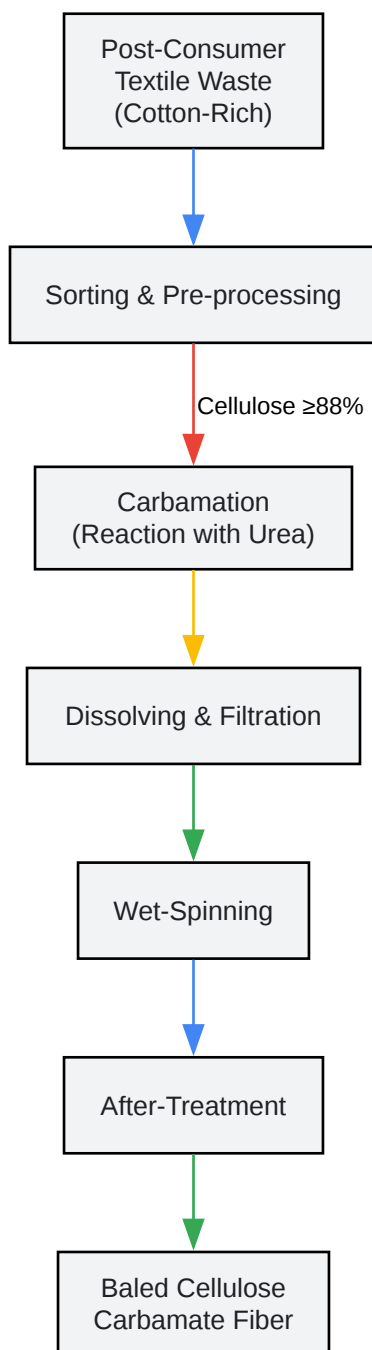 Post-Consumer
Textile Waste
(Cotton-Rich)
Sorting & Pre-processing
Cellulose ≥88%
Carbamation
(Reaction with Urea)
Dissolving & Filtration
Wet-Spinning
After-Treatment
Baled Cellulose
Carbamate Fiber